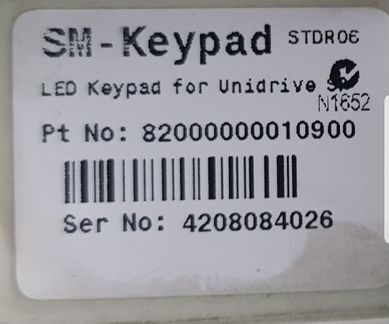 SM-Keypad STDR06
LED Keypad for Unidrive
N1652
Pt No: 82000000010900
Ser No: 4208084026